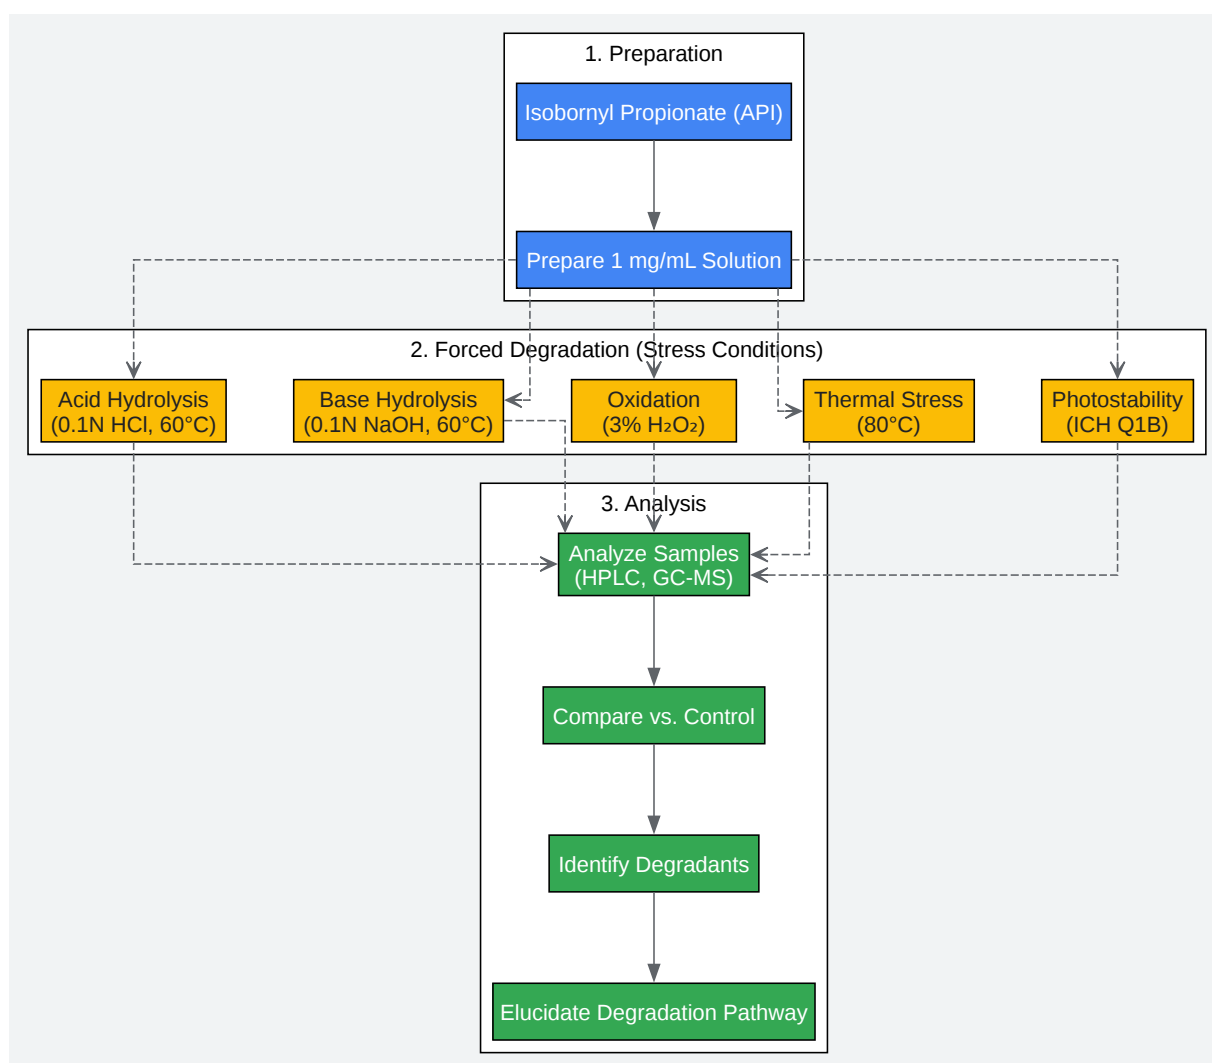 1. Preparation
Isobornyl Propionate (API)
Prepare 1 mg/mL Solution
2. Forced Degradation (Stress Conditions)
Acid Hydrolysis
(0.1N HCl, 60°C)
Base Hydrolysis
(0.1N NaOH, 60°C)
Oxidation
(3% H₂O₂)
Thermal Stress
(80°C)
Photostability
(ICH Q1B)
3. Analysis
Analyze Samples
(HPLC, GC-MS)
Compare vs. Control
Identify Degradants
Elucidate Degradation Pathway